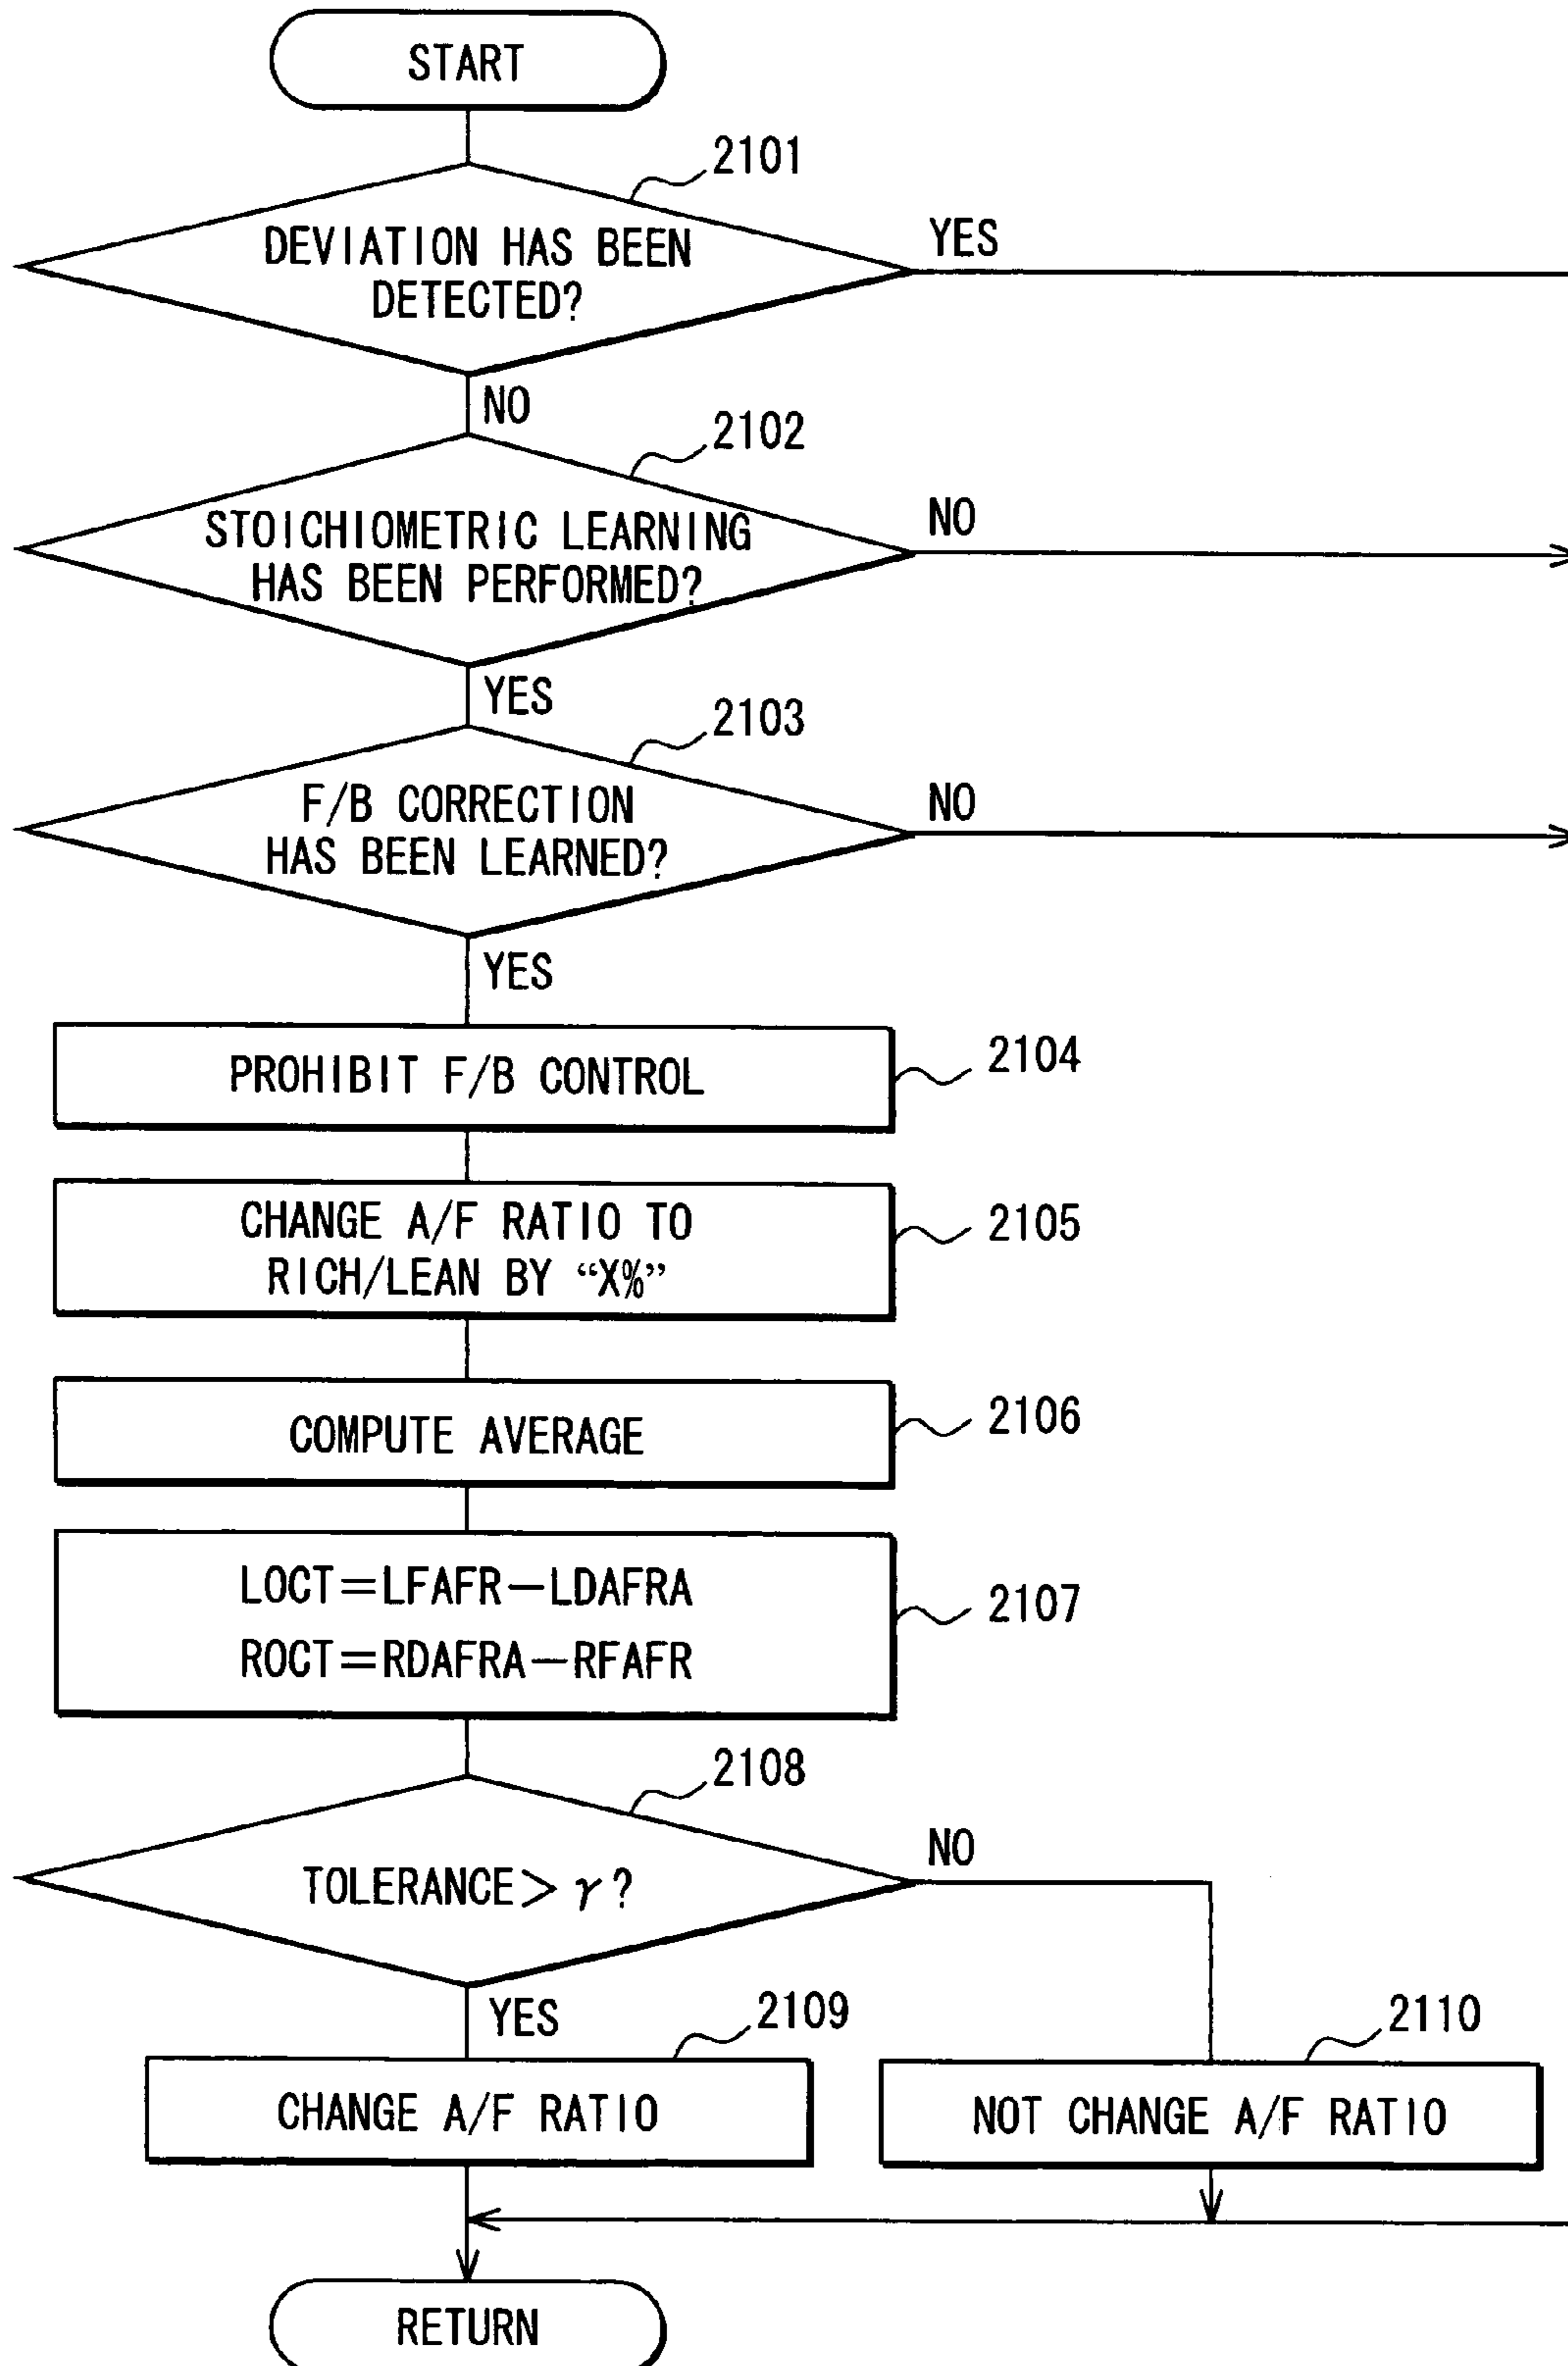 START
2101
DEVIATION HAS BEEN
DETECTED?
YES
NO
2102
STOICHIOMETRIC LEARNING
HAS BEEN PERFORMED?
NO
YES
2103
F/B CORRECTION
HAS BEEN LEARNED?
NO
YES
PROHIBIT F/B CONTROL
2104
CHANGE A/F RATIO TO
RICH/LEAN BY “X%”
2105
COMPUTE AVERAGE
2106
LOCT=LFAFR−LDAFRA
ROCT=RDAFRA−RFAFR
2107
2108
TOLERANCE>γ?
NO
YES
2109
CHANGE A/F RATIO
2110
NOT CHANGE A/F RATIO
RETURN